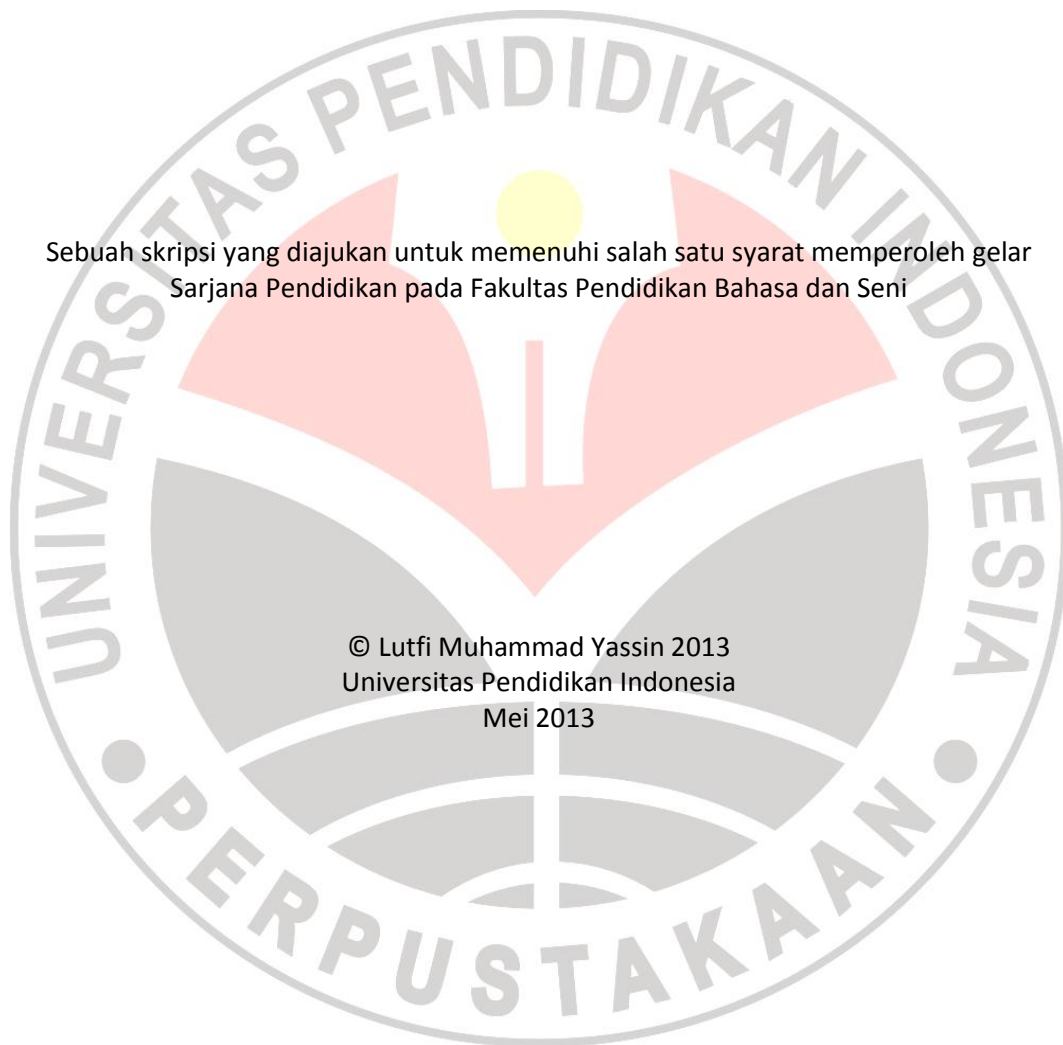 UNIVERSITAS PENDIDIKAN INDONESIA
Sebuah skripsi yang diajukan untuk memenuhi salah satu syarat memperoleh gelar
Sarjana Pendidikan pada Fakultas Pendidikan Bahasa dan Seni
© Lutfi Muhammad Yassin 2013
Universitas Pendidikan Indonesia
Mei 2013
PERPUSTAKAAN